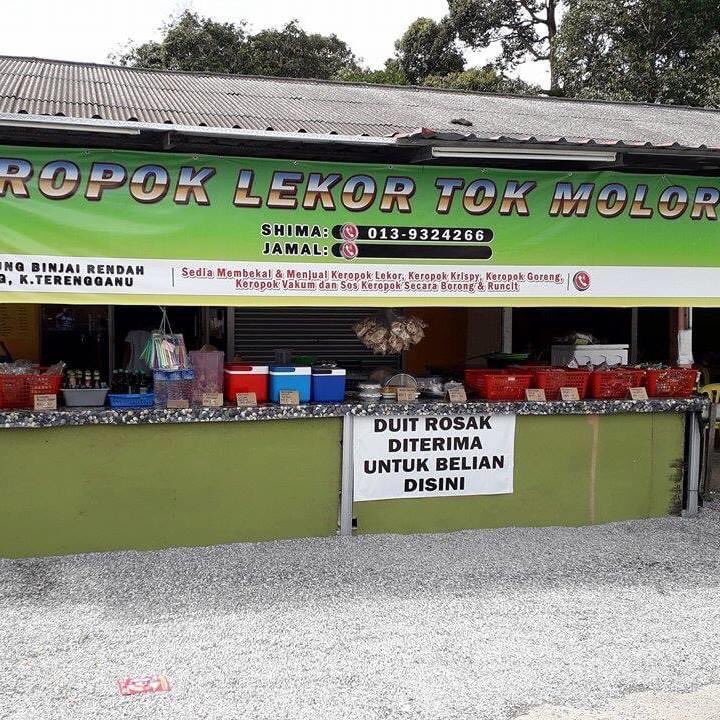 ROPOK LEKOR TOK MOLOR
SHIMA: 013-9324266
JAMAL:
UNG BINJAI RENDAH
G, K.TERENGGANU
Sedia Membekal & Menjual Keropok Lekor, Keropok Krispy, Keropok Goreng,
Keropok Vakum dan Sos Keropok Secara Borong & Runcit
DUIT ROSAK
DITERIMA
UNTUK BELIAN
DISINI